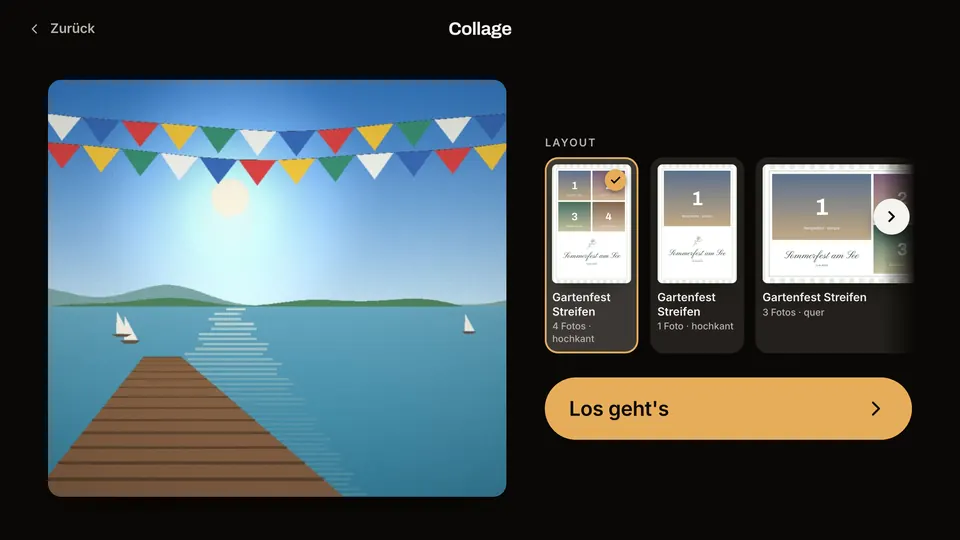 Zurück
Collage
LAYOUT
1
3
4
Sommerfest am See
Gartenfest
Streifen
4 Fotos ·
hochkant
1
Sommerfest am See
Gartenfest
Streifen
1 Foto · hochkant
1
Sommerfest am See
3
Gartenfest Streifen
3 Fotos · quer
Los geht's